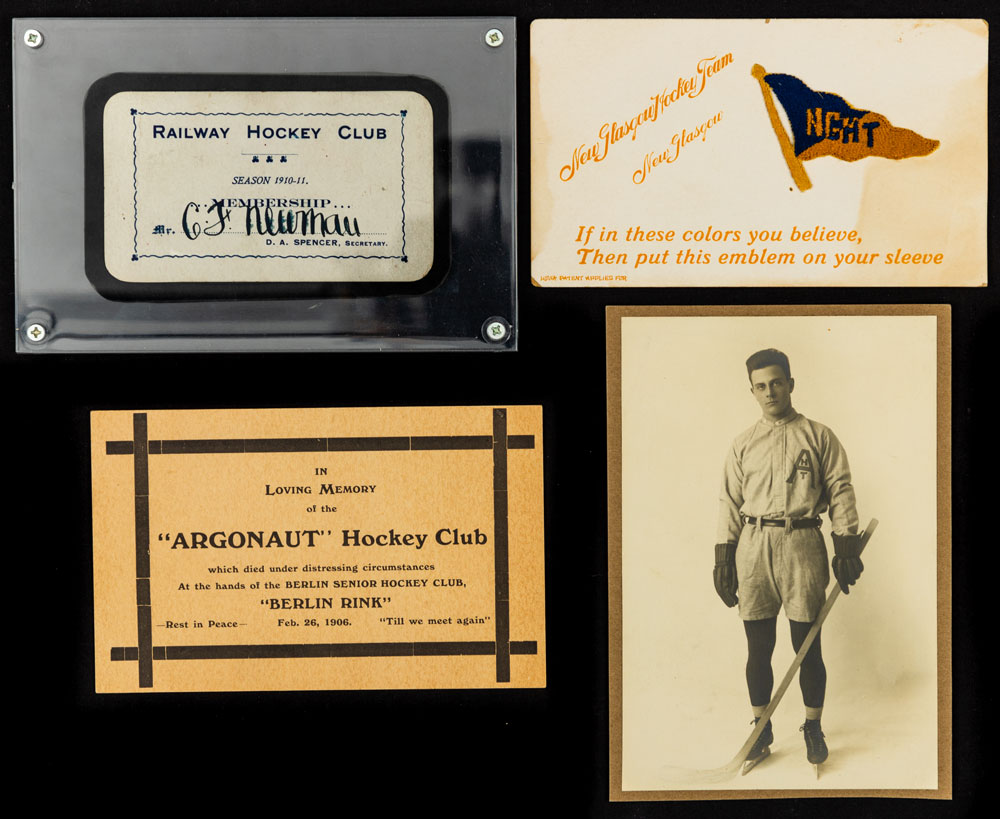 RAILWAY HOCKEY CLUB
SEASON 1910-11.
...MEMBERSHIP...
Mr. C. F. Newman
D. A. SPENCER, SECRETARY.
New Glasgow Hockey Team
New Glasgow
NGHT
If in these colors you believe,
Then put this emblem on your sleeve
PATENT APPLIED FOR
IN
LOVING MEMORY
of the
"ARGONAUT" Hockey Club
which died under distressing circumstances
At the hands of the BERLIN SENIOR HOCKEY CLUB,
"BERLIN RINK"
—Rest in Peace— Feb. 26, 1906. "Till we meet again"
A
T